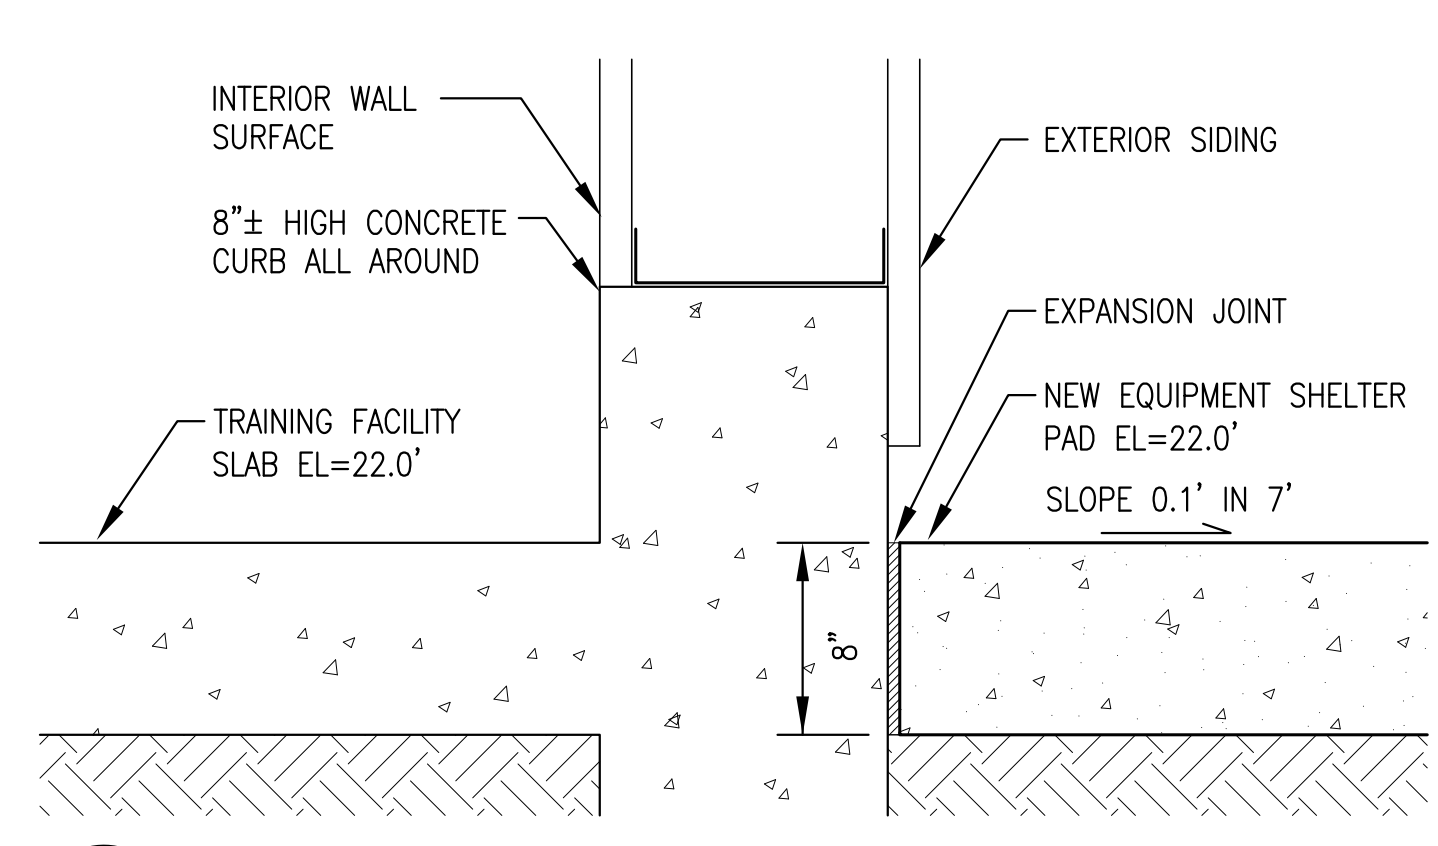 INTERIOR WALL
SURFACE
8"± HIGH CONCRETE
CURB ALL AROUND
TRAINING FACILITY
SLAB EL=22.0'
EXTERIOR SIDING
EXPANSION JOINT
NEW EQUIPMENT SHELTER
PAD EL=22.0'
SLOPE 0.1' IN 7'
8"